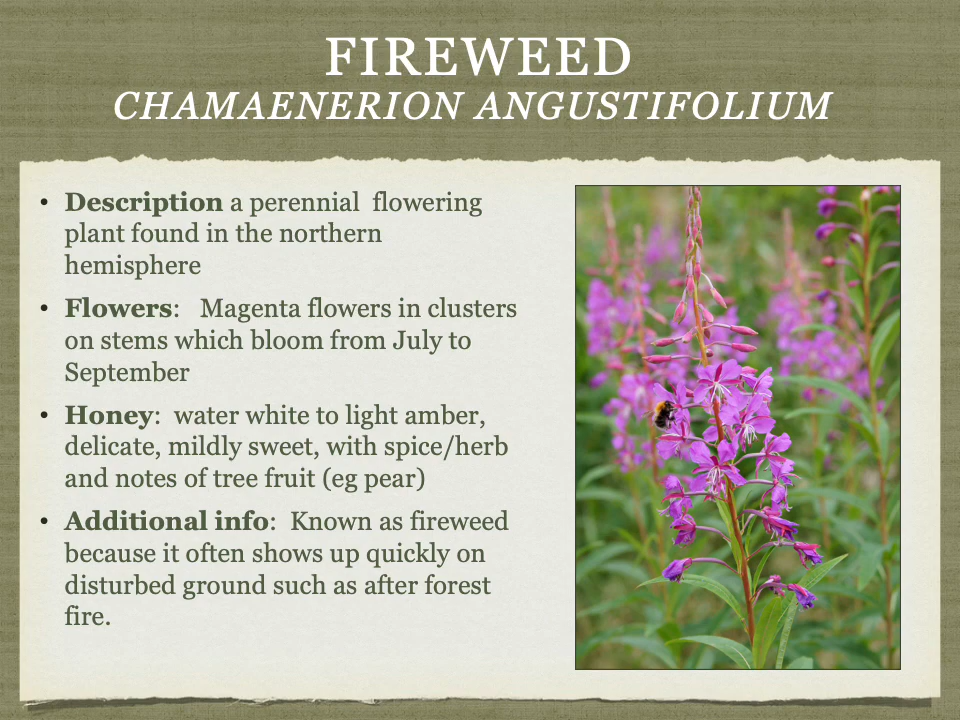 FIREWEED
CHAMAENERION ANGUSTIFOLIUM
• Description a perennial  flowering
plant found in the northern
hemisphere
• Flowers:   Magenta flowers in clusters
on stems which bloom from July to
September
• Honey:  water white to light amber,
delicate, mildly sweet, with spice/herb
and notes of tree fruit (eg pear)
• Additional info:  Known as fireweed
because it often shows up quickly on
disturbed ground such as after forest
fire.